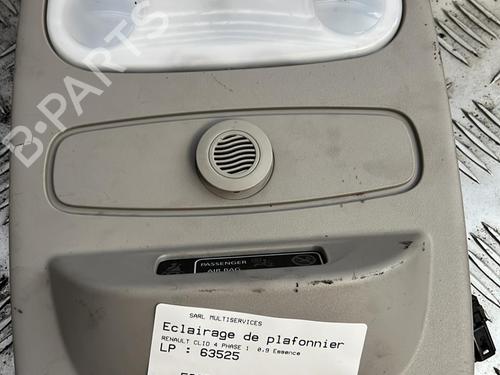 B-PARTS
PASSENGER
AIR BAG
SARL MULTISERVICES
Eclairage de plafonnier
RENAULT CLIO 4 PHASE 1 0.9 Essence
LP : 63525